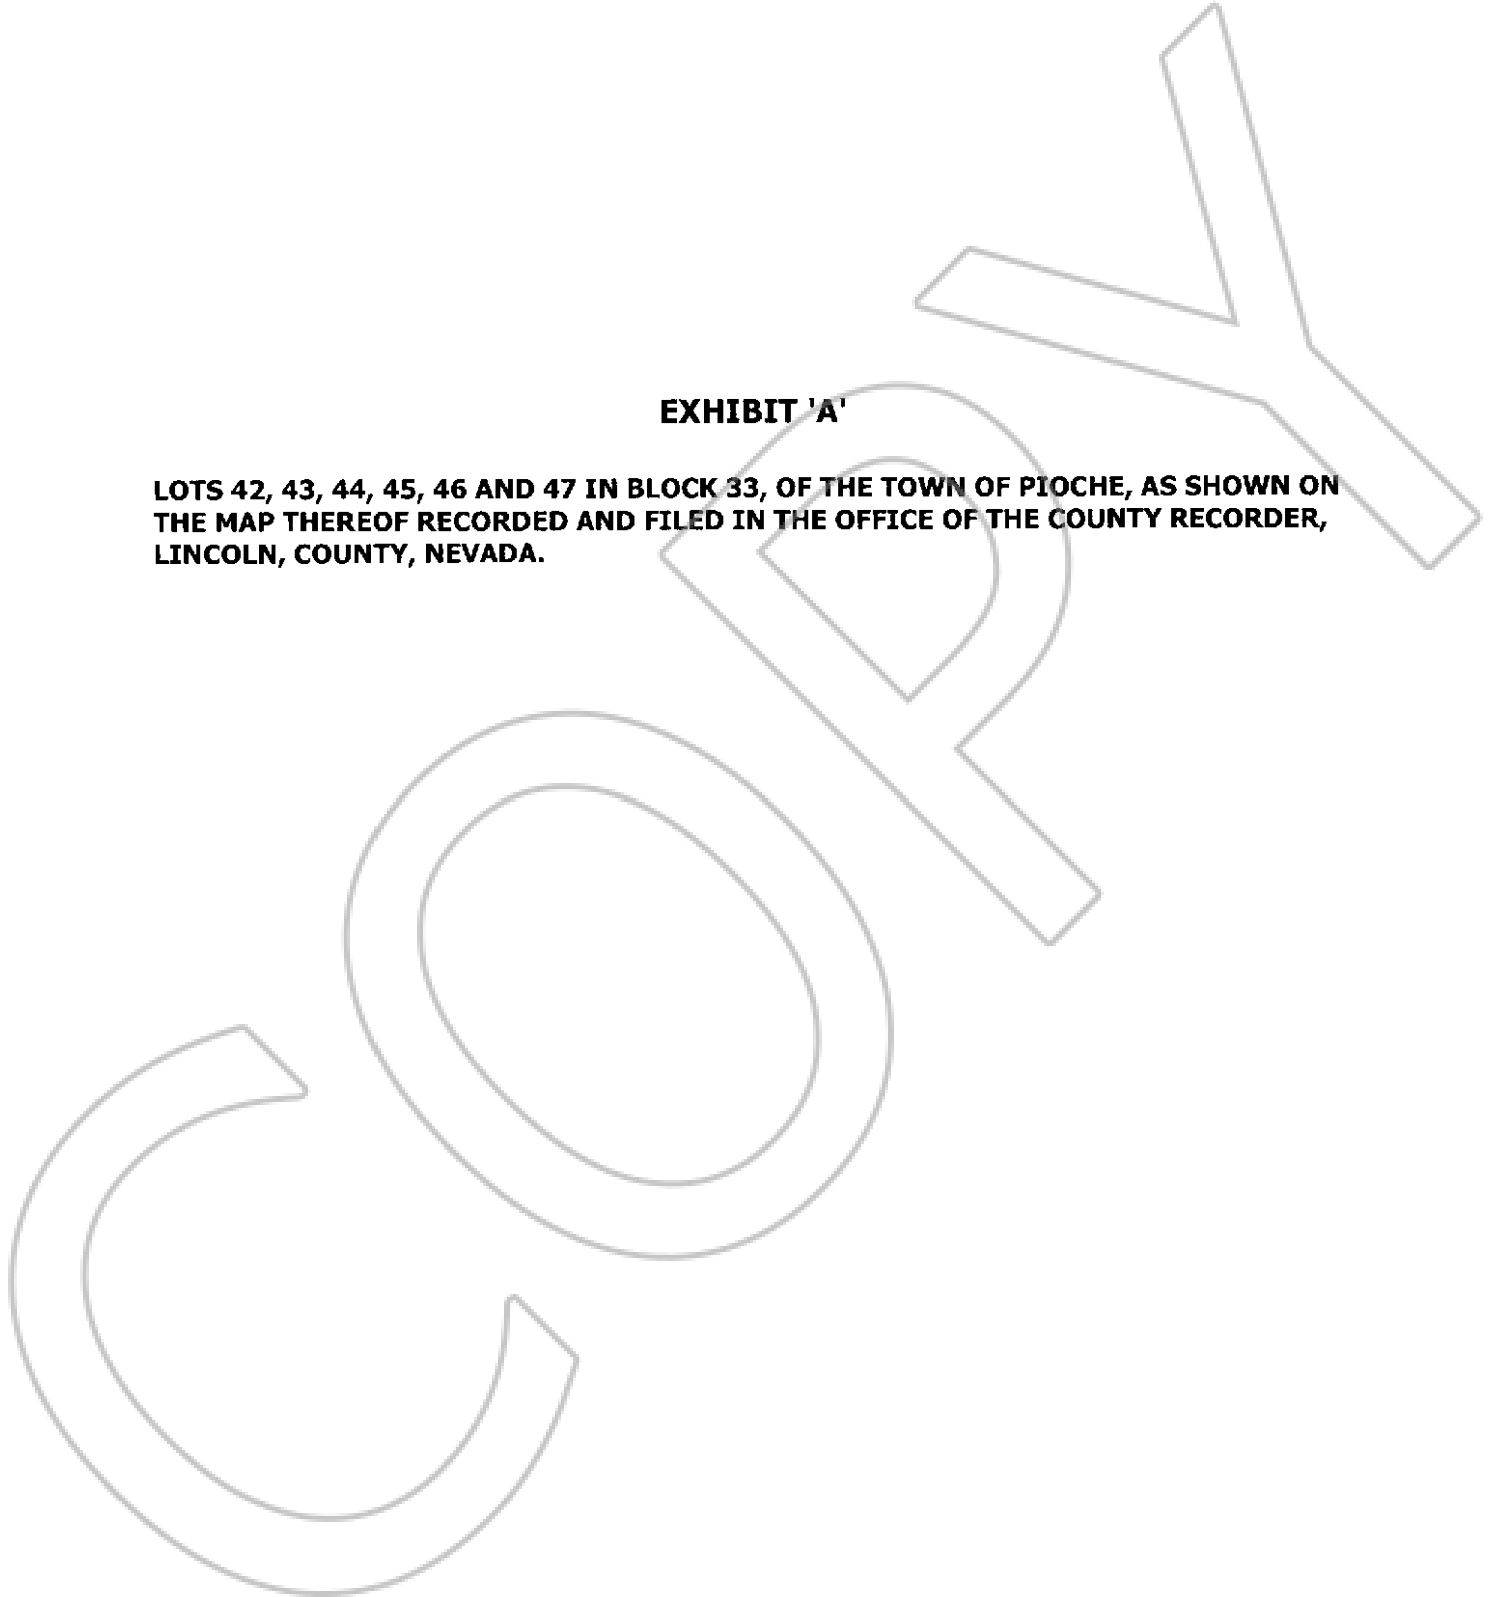 EXHIBIT 'A'
LOTS 42, 43, 44, 45, 46 AND 47 IN BLOCK 33, OF THE TOWN OF PIOCHE, AS SHOWN ON
THE MAP THEREOF RECORDED AND FILED IN THE OFFICE OF THE COUNTY RECORDER,
LINCOLN, COUNTY, NEVADA.
COPY